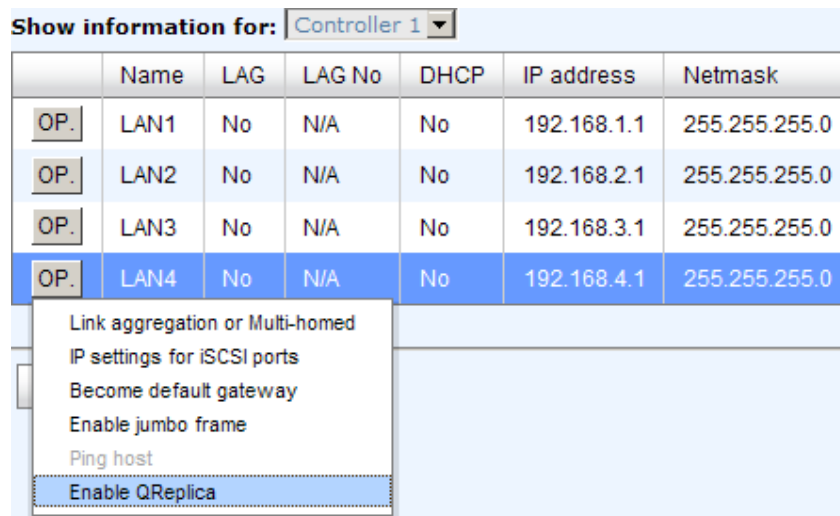 Show information for: Controller 1
Name LAG LAG No DHCP IP address Netmask
OP. LAN1 No N/A No 192.168.1.1 255.255.255.0
OP. LAN2 No N/A No 192.168.2.1 255.255.255.0
OP. LAN3 No N/A No 192.168.3.1 255.255.255.0
OP. LAN4 No N/A No 192.168.4.1 255.255.255.0
Link aggregation or Multi-homed
IP settings for iSCSI ports
Become default gateway
Enable jumbo frame
Ping host
Enable QReplica